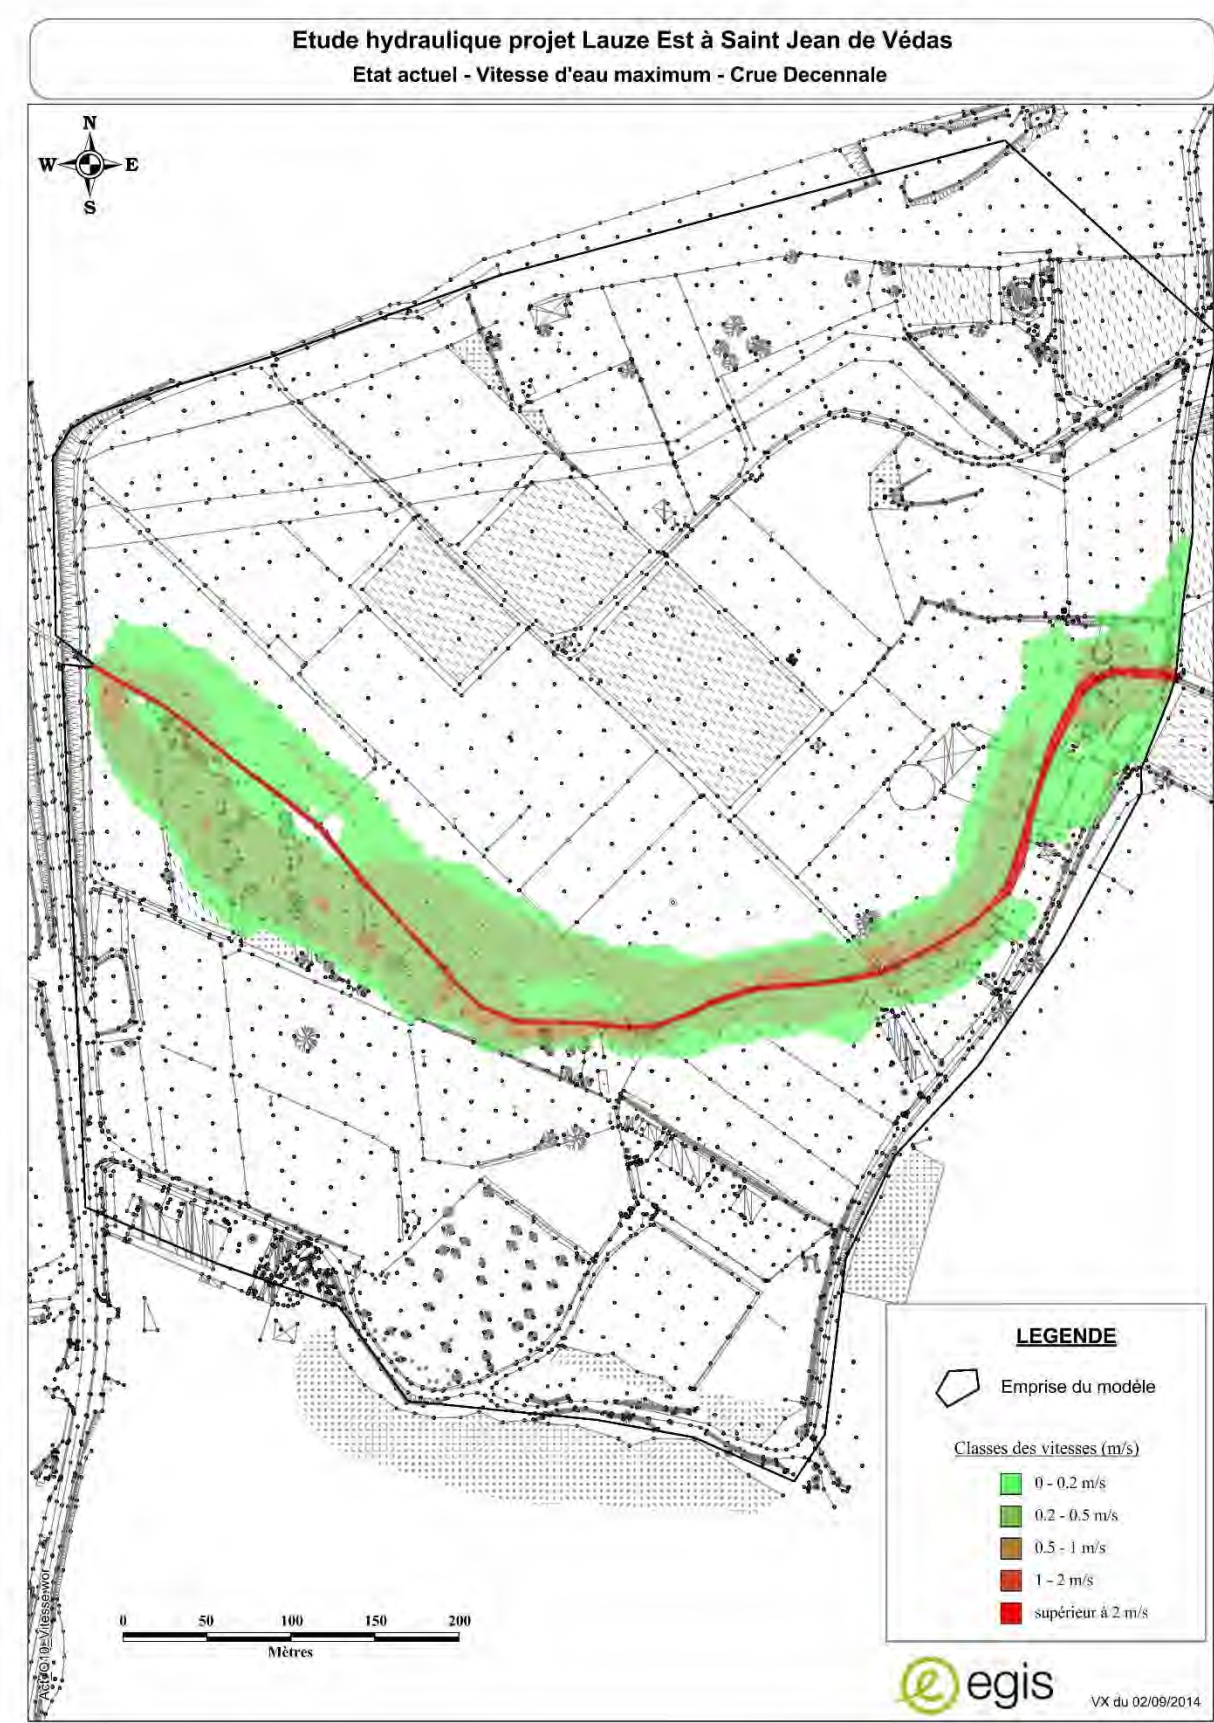 Etude hydraulique projet Lauze Est à Saint Jean de Védas
Etat actuel - Vitesse d'eau maximum - Crue Decennale
N
W E
S
LEGENDE
Emprise du modèle
Classes des vitesses (m/s)
0 - 0.2 m/s
0.2 - 0.5 m/s
0.5 - 1 m/s
1 - 2 m/s
supérieur à 2 m/s
0 50 100 150 200
Mètres
egis
VX du 02/09/2014